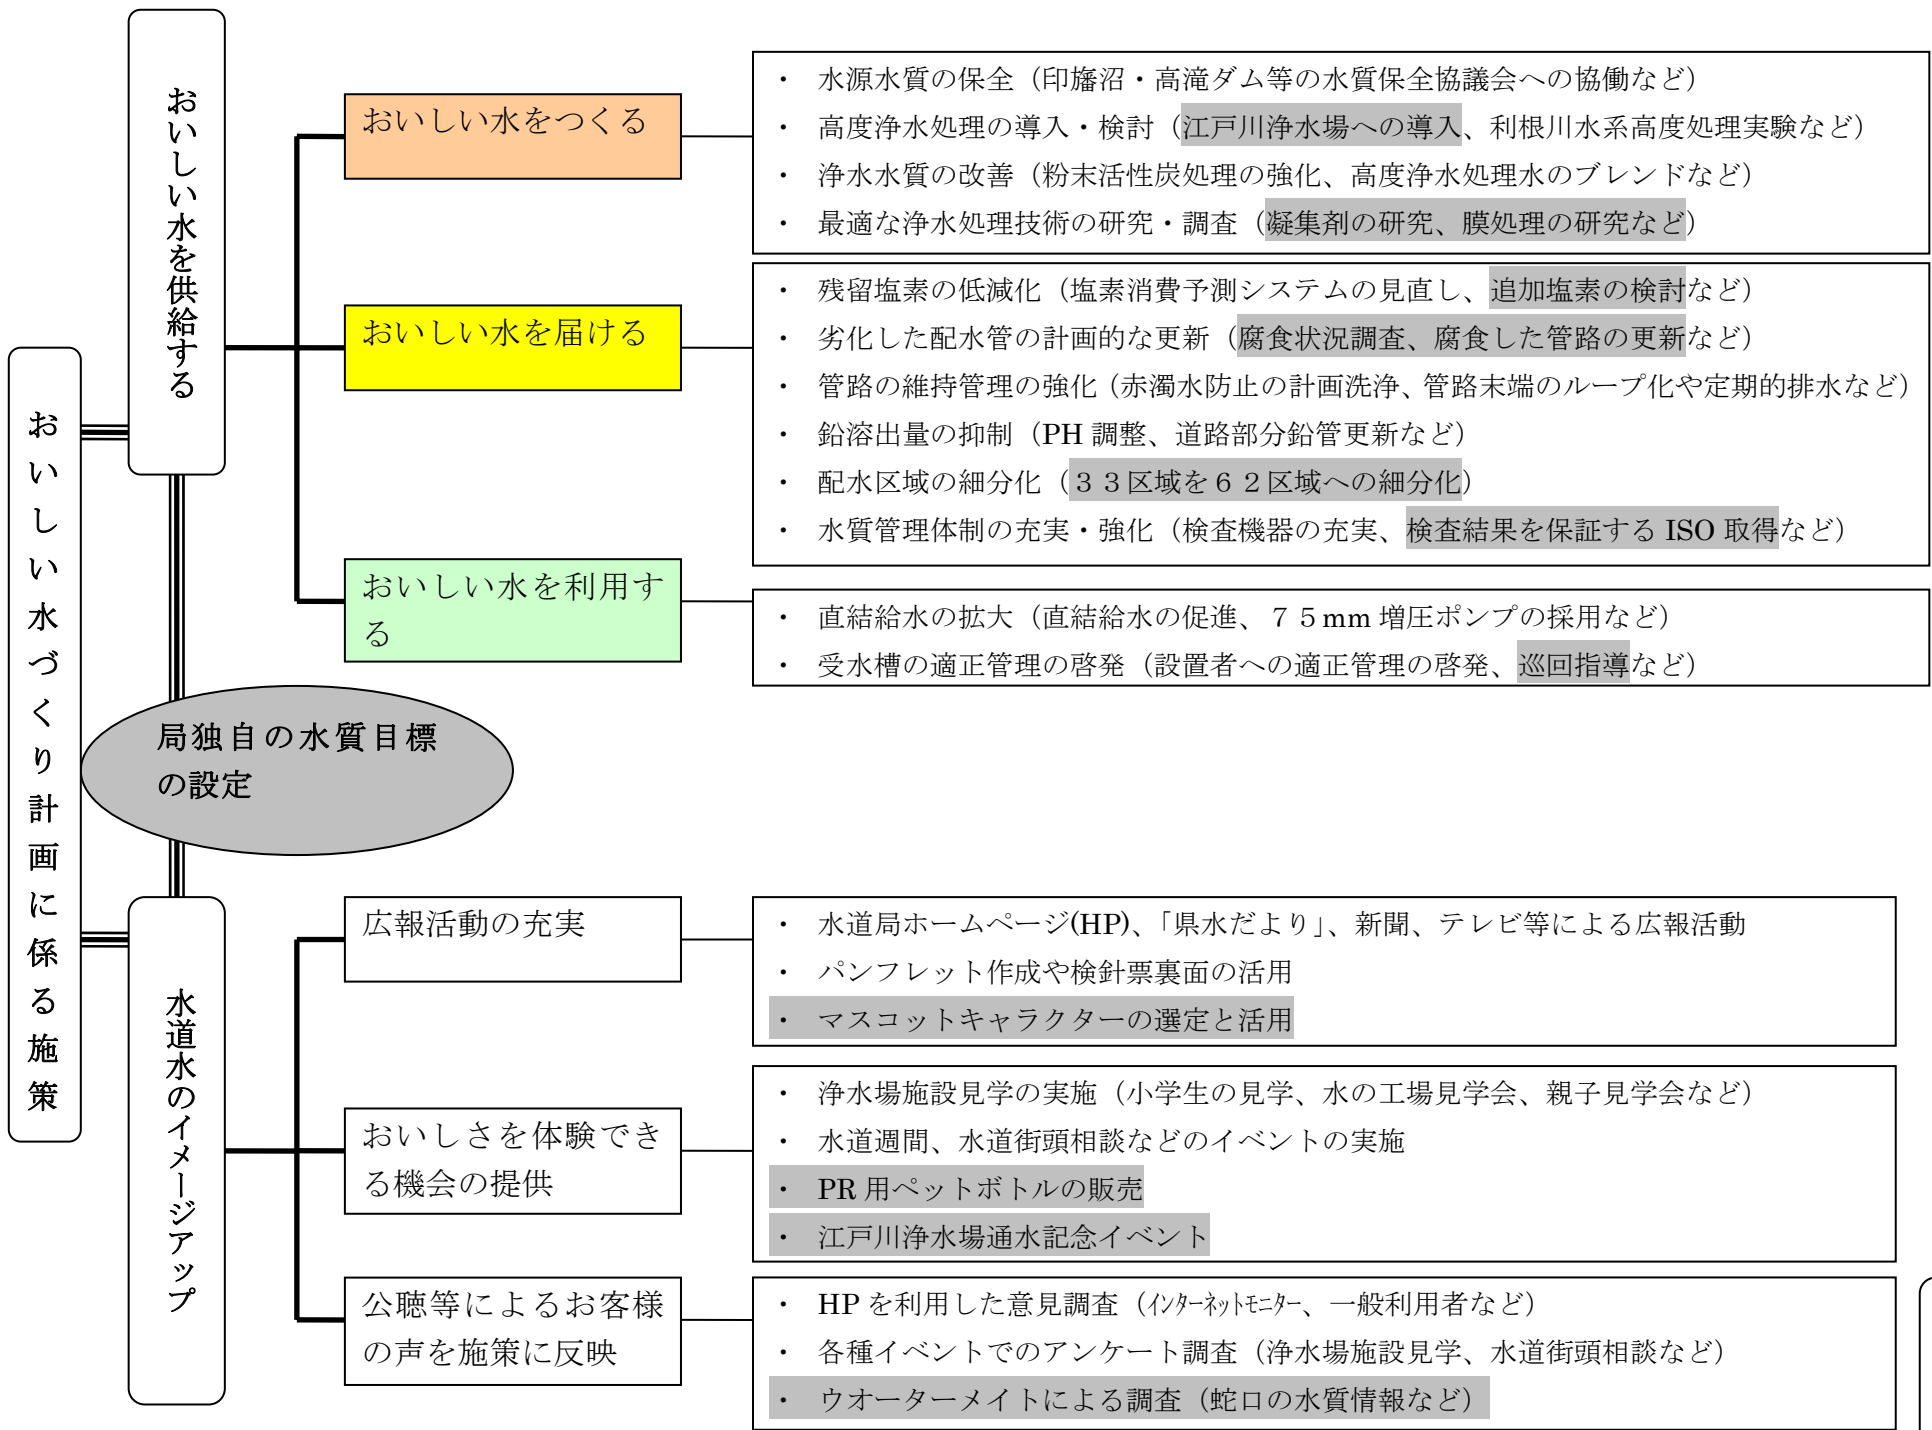 おいしい水づくり計画に係る施策
おいしい水を供給する
おいしい水をつくる
・ 水源水質の保全（印旛沼・高滝ダム等の水質保全協議会への協働など）
・ 高度浄水処理の導入・検討（江戸川浄水場への導入、利根川水系高度処理実験など）
・ 浄水水質の改善（粉末活性炭処理の強化、高度浄水処理水のブレンドなど）
・ 最適な浄水処理技術の研究・調査（凝集剤の研究、膜処理の研究など）
おいしい水を届ける
・ 残留塩素の低減化（塩素消費予測システムの見直し、追加塩素の検討など）
・ 劣化した配水管の計画的な更新（腐食状況調査、腐食した管路の更新など）
・ 管路の維持管理の強化（赤濁水防止の計画洗浄、管路末端のループ化や定期的排水など）
・ 鉛溶出量の抑制（PH 調整、道路部分鉛管更新など）
・ 配水区域の細分化（３３区域を６２区域への細分化）
・ 水質管理体制の充実・強化（検査機器の充実、検査結果を保証する ISO 取得など）
おいしい水を利用す
る
・ 直結給水の拡大（直結給水の促進、７５mm 増圧ポンプの採用など）
・ 受水槽の適正管理の啓発（設置者への適正管理の啓発、巡回指導など）
局独自の水質目標
の設定
水道水のイメージアップ
広報活動の充実
・ 水道局ホームページ(HP)、「県水だより」、新聞、テレビ等による広報活動
・ パンフレット作成や検針票裏面の活用
・ マスコットキャラクターの選定と活用
おいしさを体験でき
る機会の提供
・ 浄水場施設見学の実施（小学生の見学、水の工場見学会、親子見学会など）
・ 水道週間、水道街頭相談などのイベントの実施
・ PR 用ペットボトルの販売
・ 江戸川浄水場通水記念イベント
公聴等によるお客様
の声を施策に反映
・ HP を利用した意見調査（ｲﾝﾀｰﾈｯﾄﾓﾆﾀｰ、一般利用者など）
・ 各種イベントでのアンケート調査（浄水場施設見学、水道街頭相談など）
・ ウオーターメイトによる調査（蛇口の水質情報など）